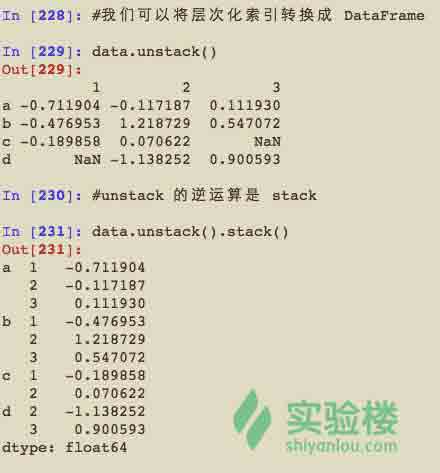 In [228]: #我们可以将层次化索引转换成 DataFrame
In [229]: data.unstack()
Out[229]:
1 2 3
a -0.711904 -0.117187 0.111930
b -0.476953 1.218729 0.547072
c -0.189858 0.070622 NaN
d NaN -1.138252 0.900593
In [230]: #unstack 的逆运算是 stack
In [231]: data.unstack().stack()
Out[231]:
a 1 -0.711904
2 -0.117187
3 0.111930
b 1 -0.476953
2 1.218729
3 0.547072
c 1 -0.189858
2 0.070622
d 2 -1.138252
3 0.900593
dtype: float64
实验楼
shiyanlou.com